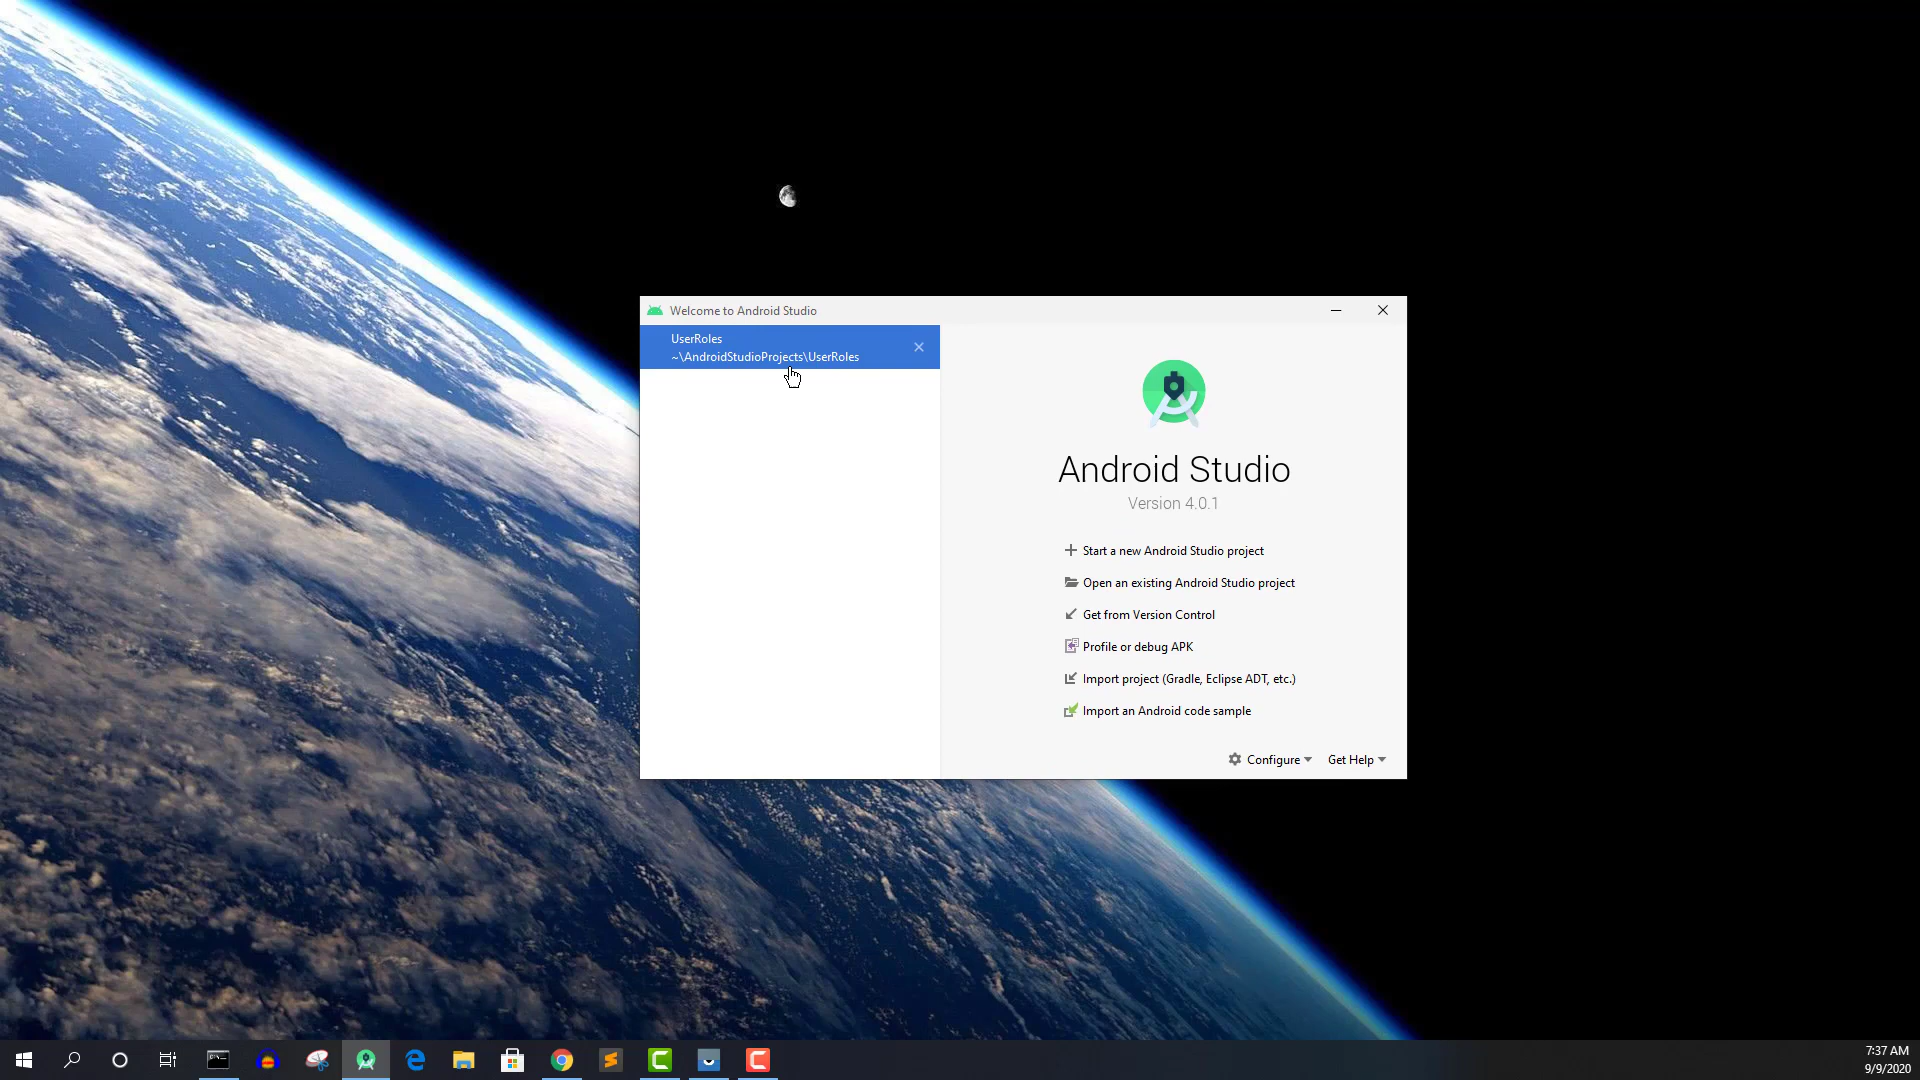 Welcome to Android Studio
UserRoles
~\AndroidStudioProjects\UserRoles
Android Studio
Version 4.0.1
Start a new Android Studio project
Open an existing Android Studio project
Get from Version Control
Profile or debug APK
Import project (Gradle, Eclipse ADT, etc.)
Import an Android code sample
Configure
Get Help
7:37 AM
9/9/2020